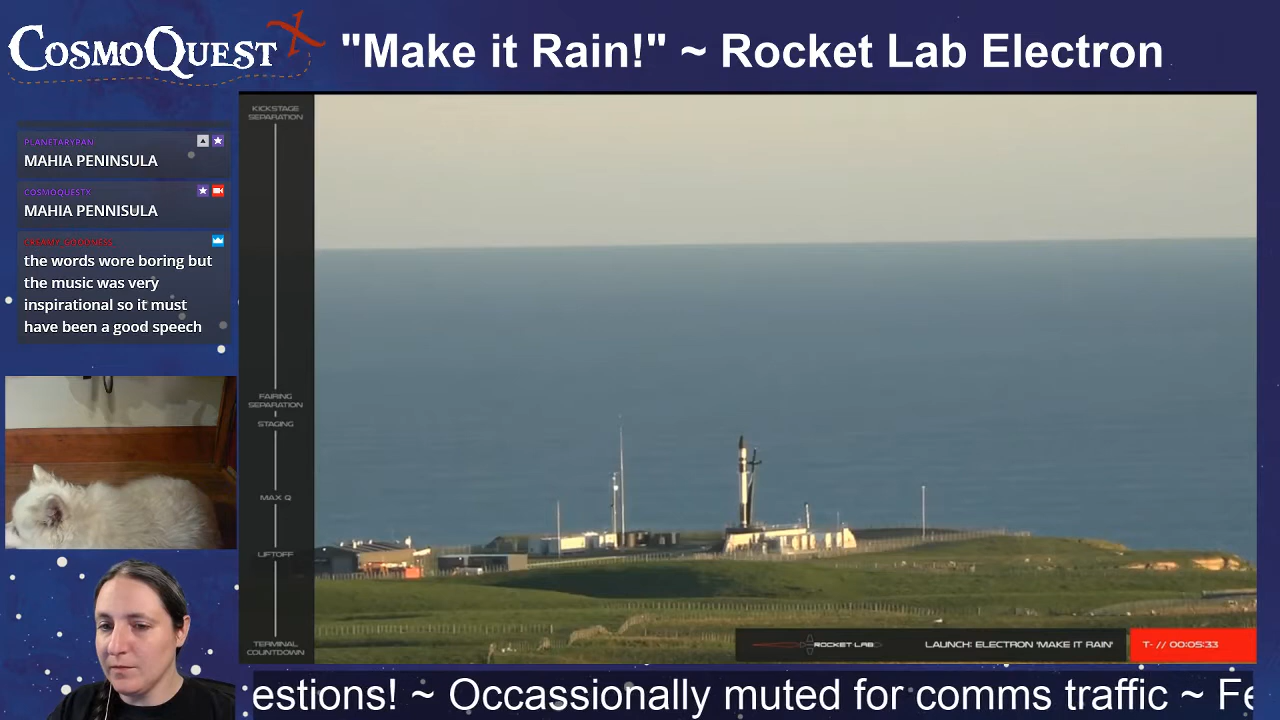 COSMOQUEST X
"Make it Rain!" ~ Rocket Lab Electron
PLANETARYPAN
MAHIA PENINSULA
COSMOQUESTX
MAHIA PENNISULA
CREAMY_GOODNESS
the words wore boring but
the music was very
inspirational so it must
have been a good speech
KICKSTAGE
SEPARATION
FAIRING
SEPARATION
STAGING
MAX Q
LIFTOFF
TERMINAL
COUNTDOWN
ROCKET LAB
LAUNCH: ELECTRON 'MAKE IT RAIN'
T- // 00:05:33
estions! ~ Occassionally muted for comms traffic ~ Fe